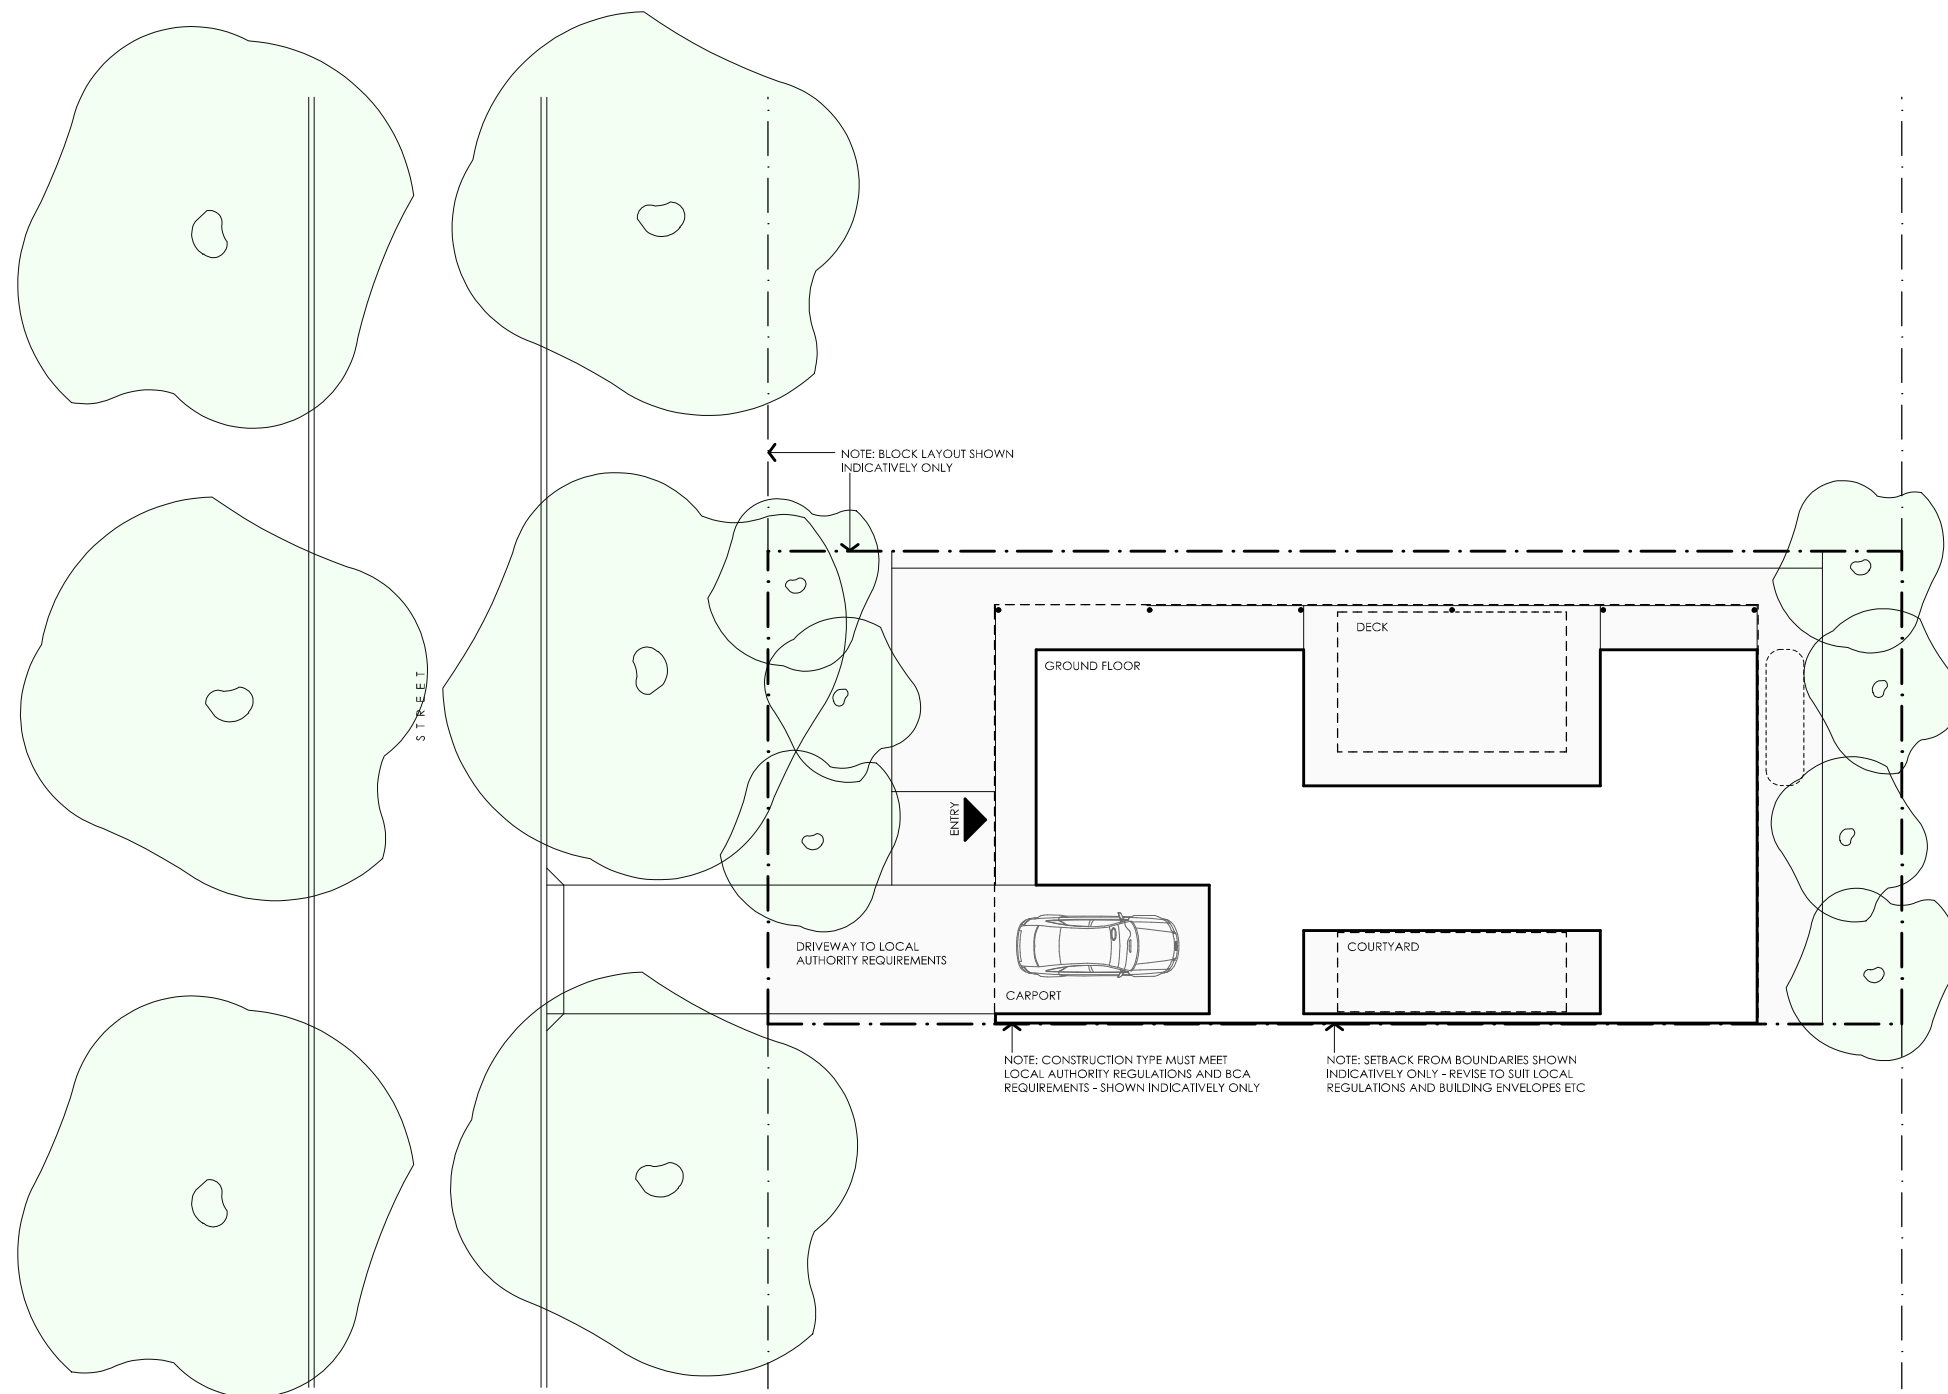 NOTE: BLOCK LAYOUT SHOWN
INDICATIVELY ONLY
DECK
GROUND FLOOR
STREET
ENTRY
DRIVEWAY TO LOCAL
AUTHORITY REQUIREMENTS
COURTYARD
CARPORT
NOTE: CONSTRUCTION TYPE MUST MEET
LOCAL AUTHORITY REGULATIONS AND BCA
REQUIREMENTS - SHOWN INDICATIVELY ONLY
NOTE: SETBACK FROM BOUNDARIES SHOWN
INDICATIVELY ONLY - REVISE TO SUIT LOCAL
REGULATIONS AND BUILDING ENVELOPES ETC